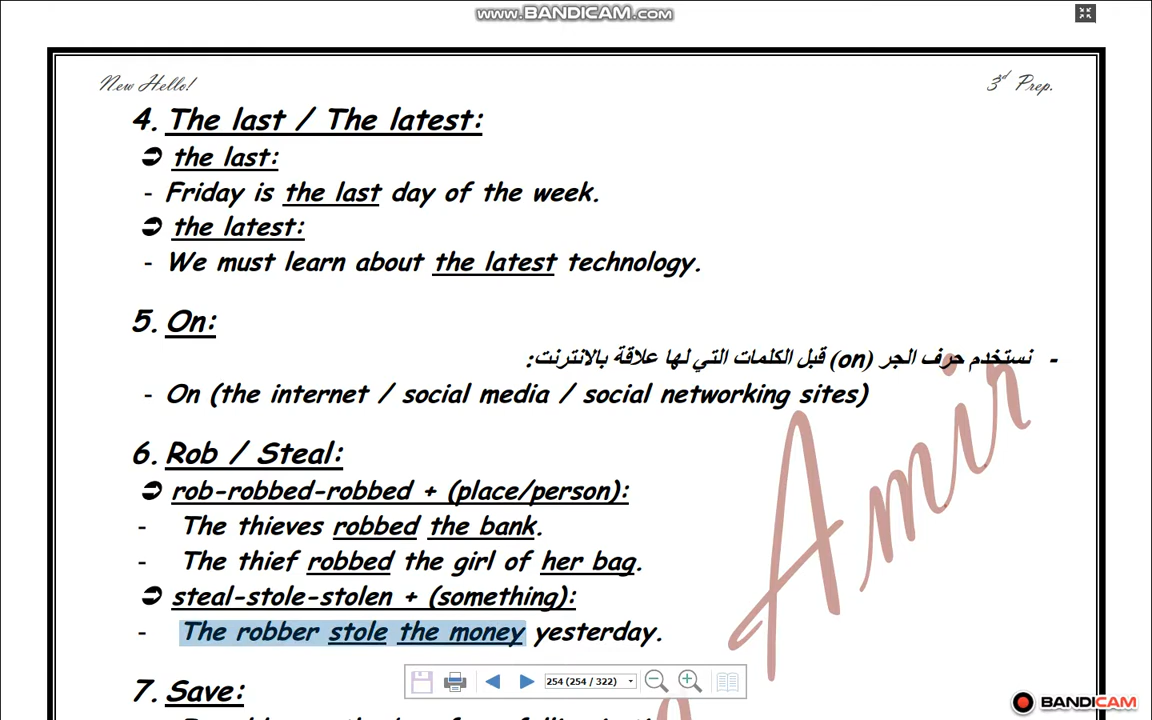 www.BANDICAM.com
New Hello!
3rd Prep.
4. The last / The latest:
➲ the last:
- Friday is the last day of the week.
➲ the latest:
- We must learn about the latest technology.
5. On:
- نستخدم حرف الجر (on) قبل الكلمات التي لها علاقة بالانترنت:
- On (the internet / social media / social networking sites)
6. Rob / Steal:
➲ rob-robbed-robbed + (place/person):
- The thieves robbed the bank.
- The thief robbed the girl of her bag.
➲ steal-stole-stolen + (something):
- The robber stole the money yesterday.
7. Save:
Amir
254 (254 / 322)
BANDICAM